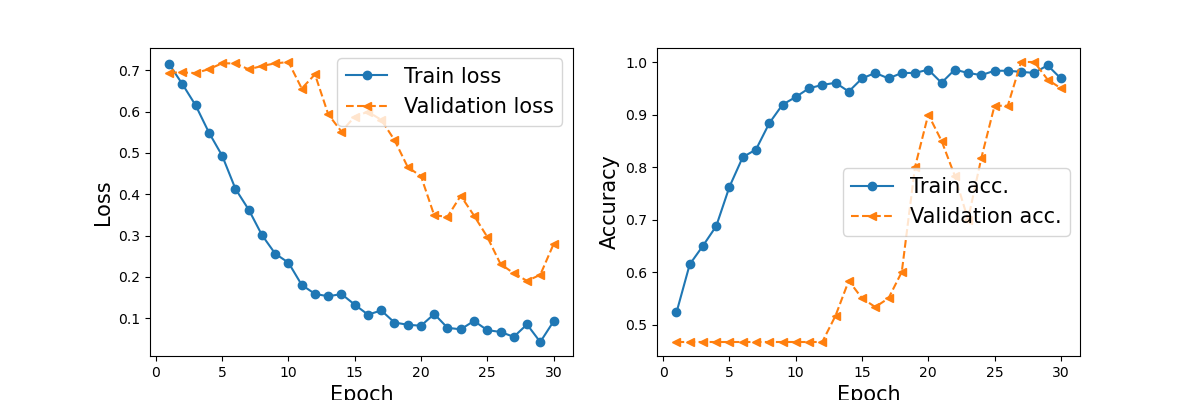 0.7
0.6
0.5
0.4
0.3
0.2
0.1
Loss
0 5 10 15 20 25 30
Epoch
Train loss
Validation loss
1.0
0.9
0.8
0.7
0.6
0.5
Accuracy
0 5 10 15 20 25 30
Epoch
Train acc.
Validation acc.